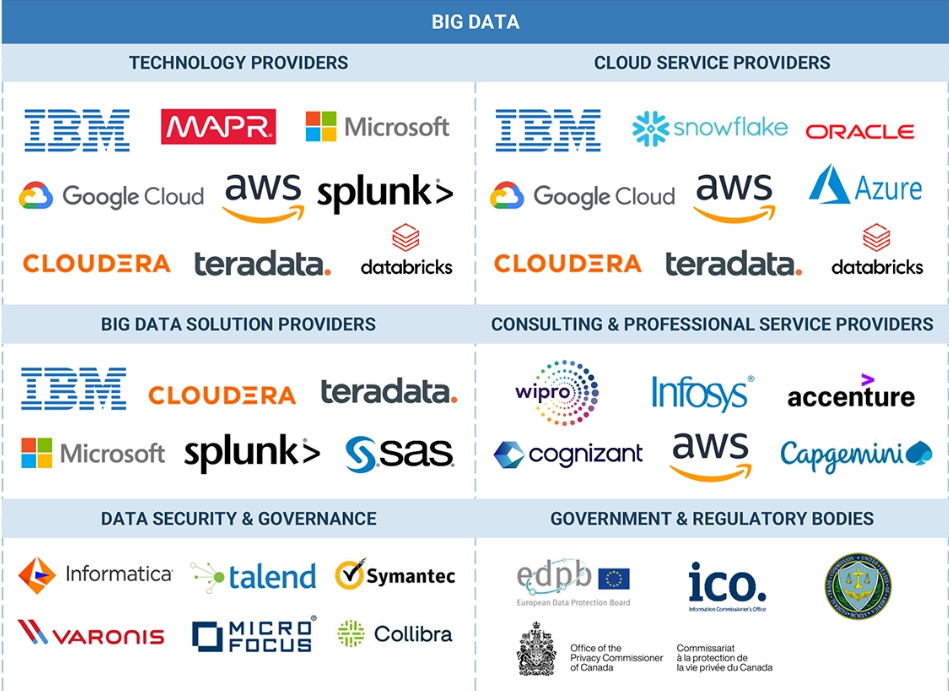 BIG DATA
TECHNOLOGY PROVIDERS
IBM MAPR Microsoft
Google Cloud aws splunk>
CLOUDERA teradata. databricks
CLOUD SERVICE PROVIDERS
IBM snowflake ORACLE
Google Cloud aws Azure
CLOUDERA teradata. databricks
BIG DATA SOLUTION PROVIDERS
IBM CLOUDERA teradata.
Microsoft splunk> sas
CONSULTING & PROFESSIONAL SERVICE PROVIDERS
wipro Infosys® accenture
cognizant aws Capgemini
DATA SECURITY & GOVERNANCE
Informatica talend Symantec
VARONIS MICRO FOCUS® Collibra
GOVERNMENT & REGULATORY BODIES
edpb
European Data Protection Board
ico.
Information Commissioner's Office
Office of the
Privacy Commissioner
of Canada
Commissariat
à la protection de
la vie privée du Canada